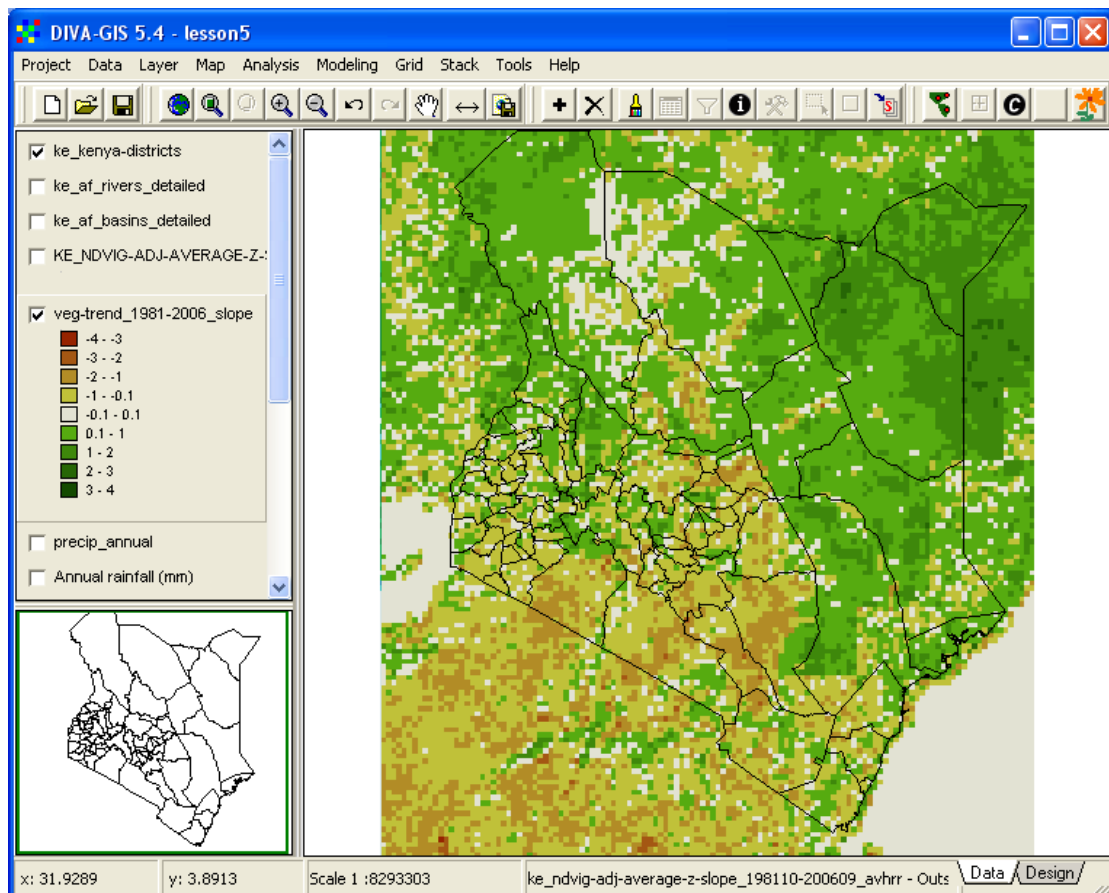 DIVA-GIS 5.4 - lesson5
Project Data Layer Map Analysis Modeling Grid Stack Tools Help
S C
ke_kenya-districts
ke_af_rivers_detailed
ke_af_basins_detailed
KE_NDVIG-ADJ-AVERAGE-Z-
veg-trend_1981-2006_slope
-4 - -3
-3 - -2
-2 - -1
-1 - -0.1
-0.1 - 0.1
0.1 - 1
1 - 2
2 - 3
3 - 4
precip_annual
Annual rainfall (mm)
x: 31.9289 y: 3.8913 Scale 1 :8293303 ke_ndvig-adj-average-z-slope_198110-200609_avhrr - Outs Data Design